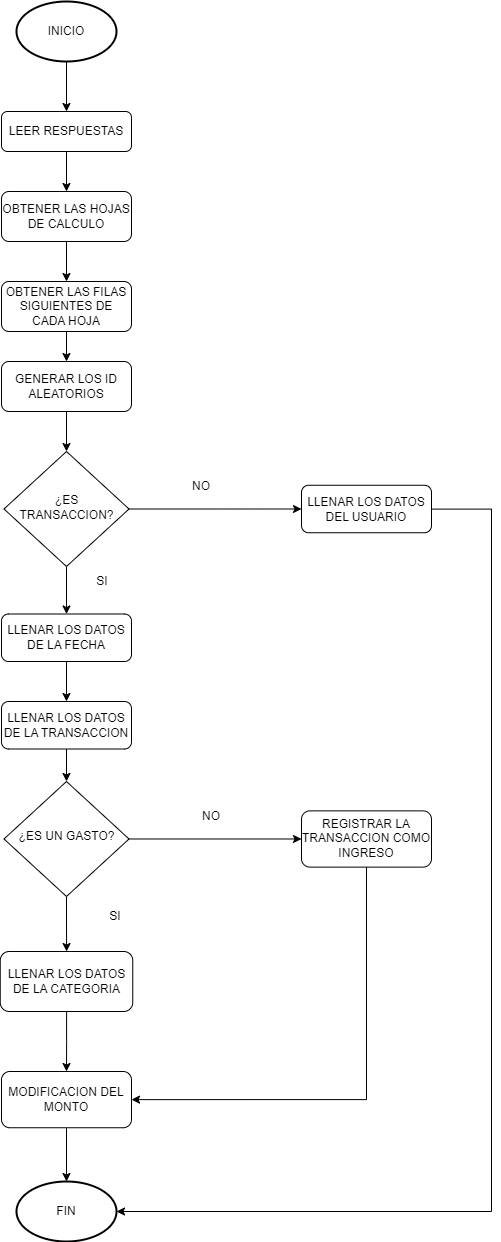 INICIO
LEER RESPUESTAS
OBTENER LAS HOJAS
DE CALCULO
OBTENER LAS FILAS
SIGUIENTES DE
CADA HOJA
GENERAR LOS ID
ALEATORIOS
¿ES
TRANSACCION?
NO
LLENAR LOS DATOS
DEL USUARIO
SI
LLENAR LOS DATOS
DE LA FECHA
LLENAR LOS DATOS
DE LA TRANSACCION
¿ES UN GASTO?
NO
REGISTRAR LA
TRANSACCION COMO
INGRESO
SI
LLENAR LOS DATOS
DE LA CATEGORIA
MODIFICACION DEL
MONTO
FIN